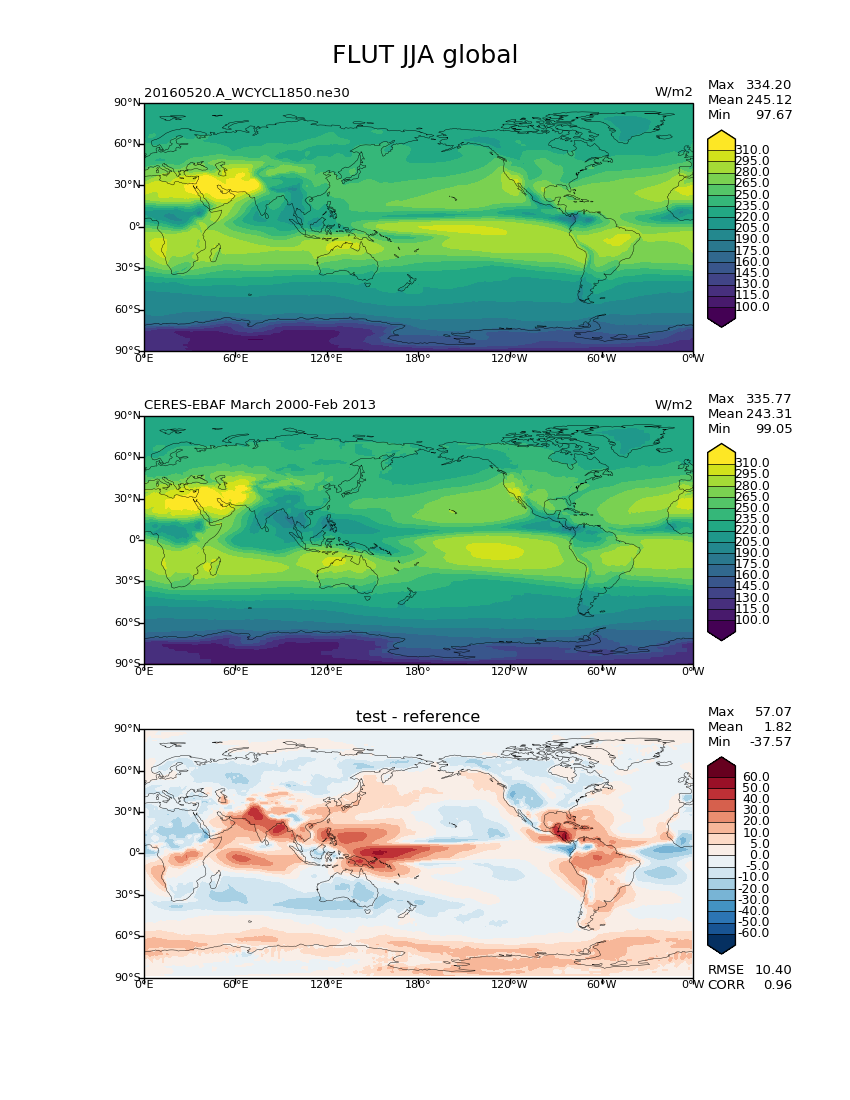 FLUT JJA global
20160520.A_WCYCL1850.ne30
W/m2
Max 334.20
Mean 245.12
Min 97.67
90°N
60°N
30°N
0°
30°S
60°S
90°S
0°E 60°E 120°E 180° 120°W 60°W 0°W
310.0
295.0
280.0
265.0
250.0
235.0
220.0
205.0
190.0
175.0
160.0
145.0
130.0
115.0
100.0
CERES-EBAF March 2000-Feb 2013
W/m2
Max 335.77
Mean 243.31
Min 99.05
90°N
60°N
30°N
0°
30°S
60°S
90°S
0°E 60°E 120°E 180° 120°W 60°W 0°W
310.0
295.0
280.0
265.0
250.0
235.0
220.0
205.0
190.0
175.0
160.0
145.0
130.0
115.0
100.0
test - reference
Max 57.07
Mean 1.82
Min -37.57
90°N
60°N
30°N
0°
30°S
60°S
90°S
0°E 60°E 120°E 180° 120°W 60°W 0°W
60.0
50.0
40.0
30.0
20.0
10.0
5.0
0.0
-5.0
-10.0
-20.0
-30.0
-40.0
-50.0
-60.0
RMSE 10.40
CORR 0.96